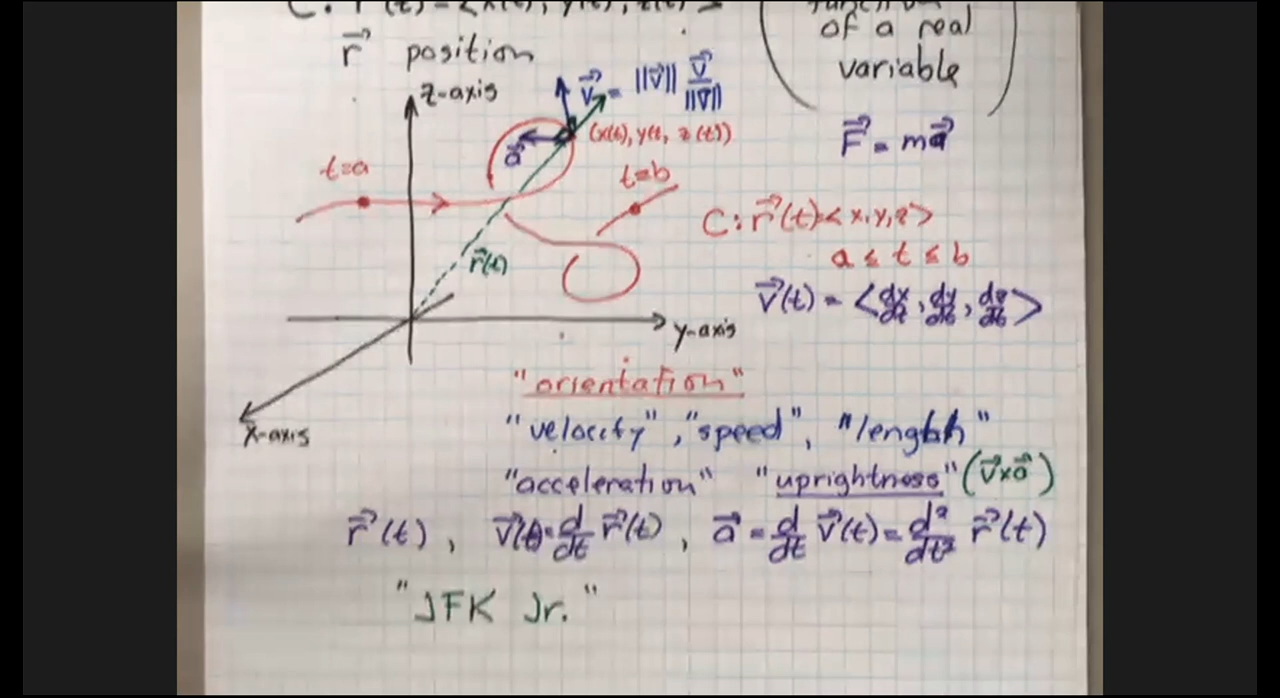 C: r⃗(t) = <x(t), y(t), z(t)>
of a real
variable
r⃗ position
z-axis
v⃗ = ||v⃗|| v⃗/||v⃗||
(x(t), y(t, z(t))
a⃗
F⃗ = ma⃗
t=a
t=b
C: r⃗(t)=<x,y,z>
a ≤ t ≤ b
r⃗(t)
v⃗(t) = <dx/dt, dy/dt, dz/dt>
y-axis
"orientation"
x-axis
"velocity", "speed", "length"
"acceleration" "uprightness" (v⃗xa⃗)
r⃗(t), v⃗(t)=d/dt r⃗(t), a⃗ = d/dt v⃗(t) = d²/dt² r⃗(t)
"JFK Jr."